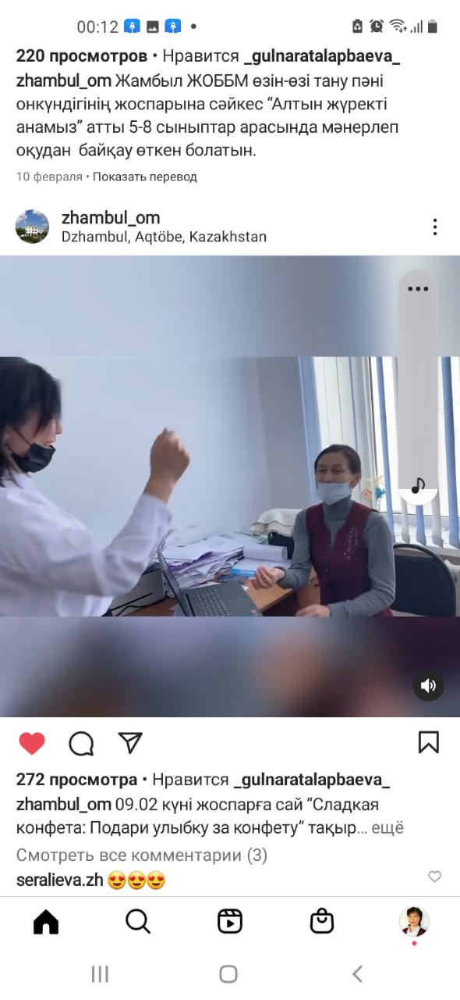 00:12
220 просмотров • Нравится _gulnaratalapbaeva_
zhambul_om Жамбыл ЖОББМ өзін-өзі тану пәні
онкүндігінің жоспарына сәйкес “Алтын жүректі
анамыз” атты 5-8 сыныптар арасында мәнерлеп
оқудан байқау өткен болатын.
10 февраля • Показать перевод
zhambul_om
Dzhambul, Aqtöbe, Kazakhstan
272 просмотра • Нравится _gulnaratalapbaeva_
zhambul_om 09.02 күні жоспарға сай “Сладкая
конфета: Подари улыбку за конфету“ тақыр... ещё
Смотреть все комментарии (3)
seralieva.zh 😍😍😍